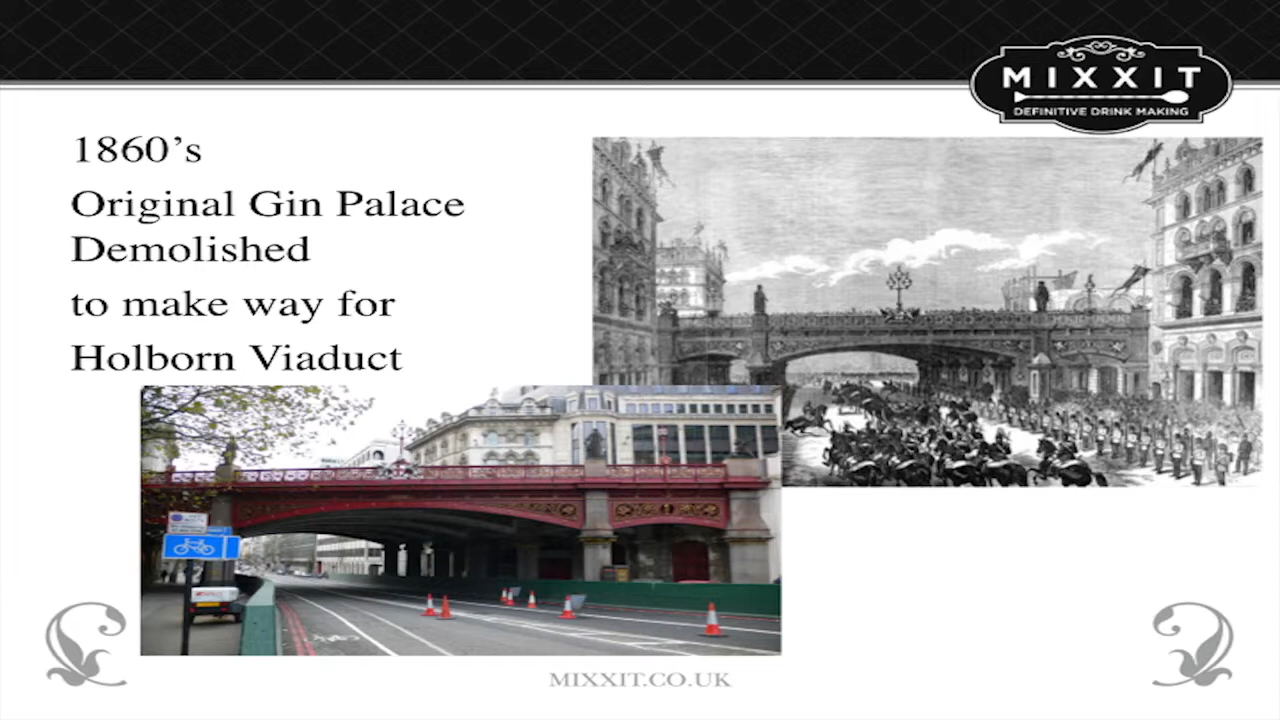 MIXXIT
DEFINITIVE DRINK MAKING
1860’s
Original Gin Palace
Demolished
to make way for
Holborn Viaduct
MIXXIT.CO.UK